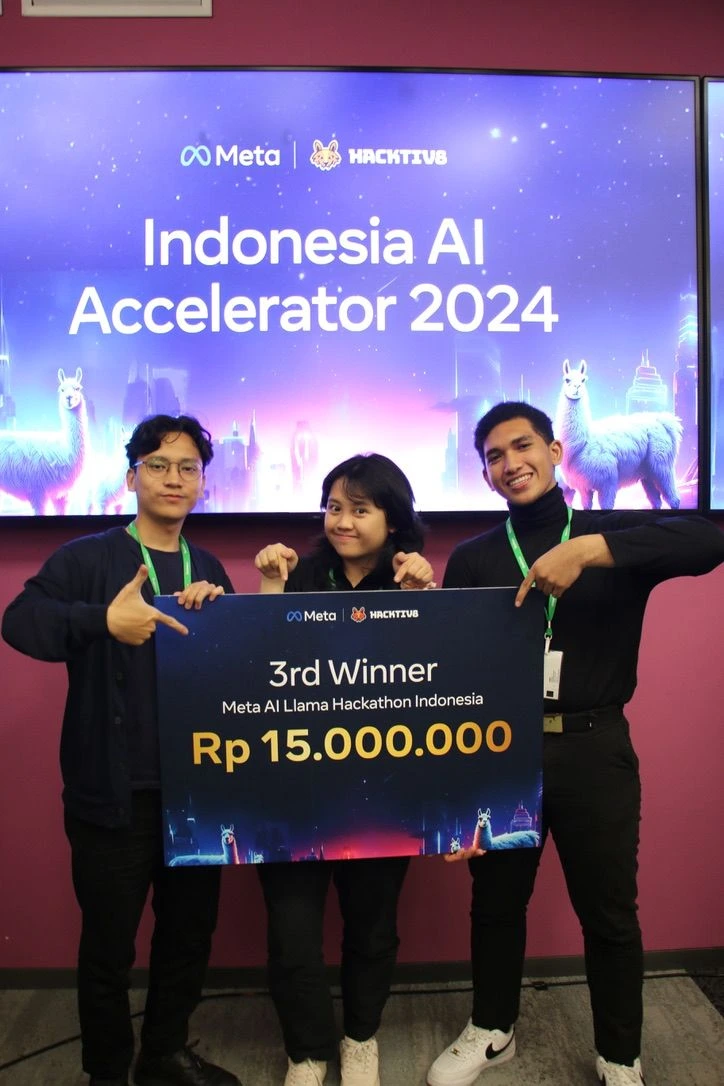 Meta | HACKTIV8
Indonesia AI
Accelerator 2024
Meta | HACKTIV8
3rd Winner
Meta AI Llama Hackathon Indonesia
Rp 15.000.000